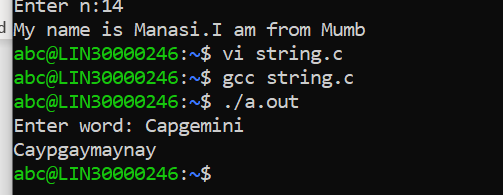 Enter n:14
My name is Manasi.I am from Mumb
abc@LIN30000246:~$ vi string.c
abc@LIN30000246:~$ gcc string.c
abc@LIN30000246:~$ ./a.out
Enter word: Capgemini
Caypgaymaynay
abc@LIN30000246:~$